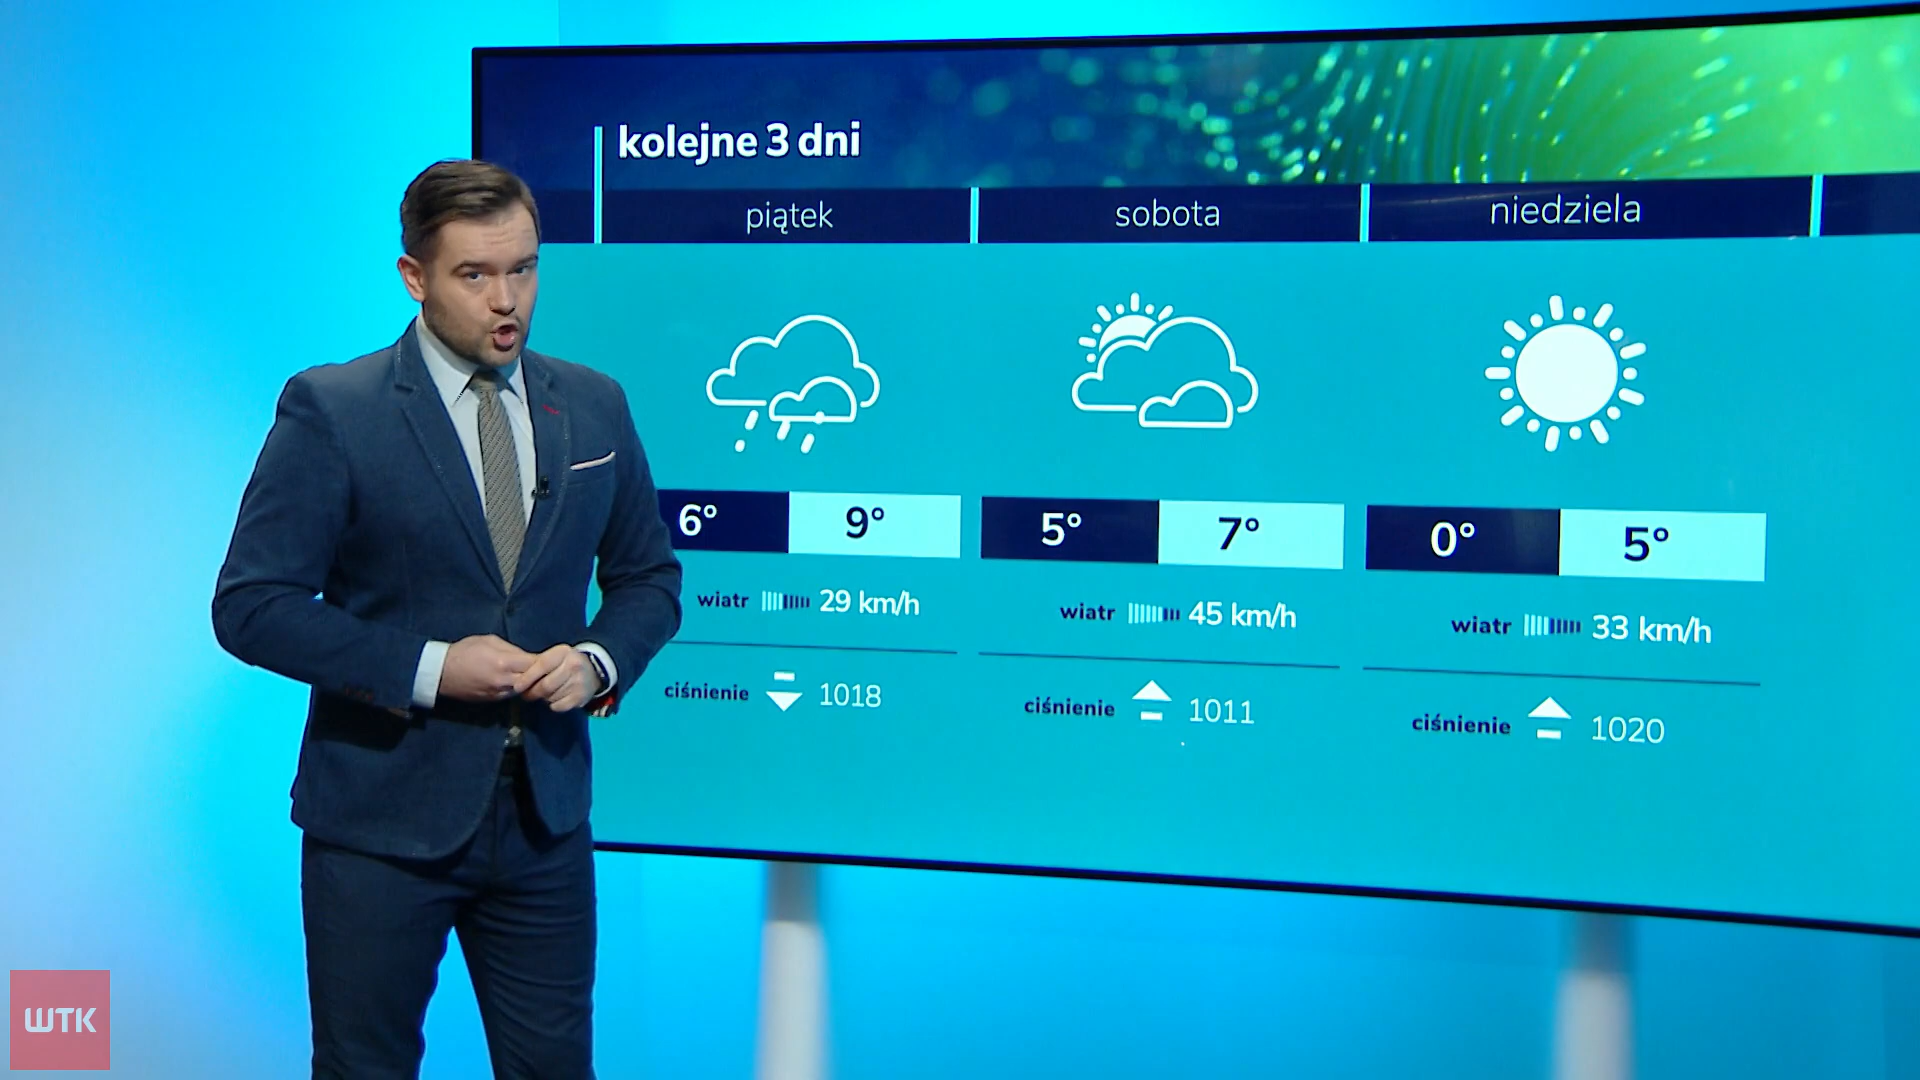 kolejne 3 dni
piątek sobota niedziela
6° 9° 5° 7° 0° 5°
wiatr 29 km/h wiatr 45 km/h wiatr 33 km/h
ciśnienie 1018 ciśnienie 1011 ciśnienie 1020
WTK